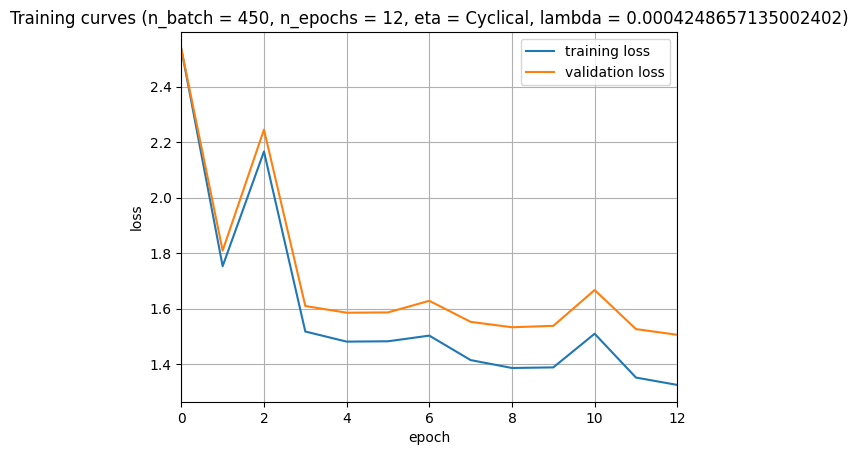 Training curves (n_batch = 450, n_epochs = 12, eta = Cyclical, lambda = 0.0004248657135002402)
training loss
validation loss
2.4
2.2
2.0
1.8
1.6
1.4
loss
0 2 4 6 8 10 12
epoch